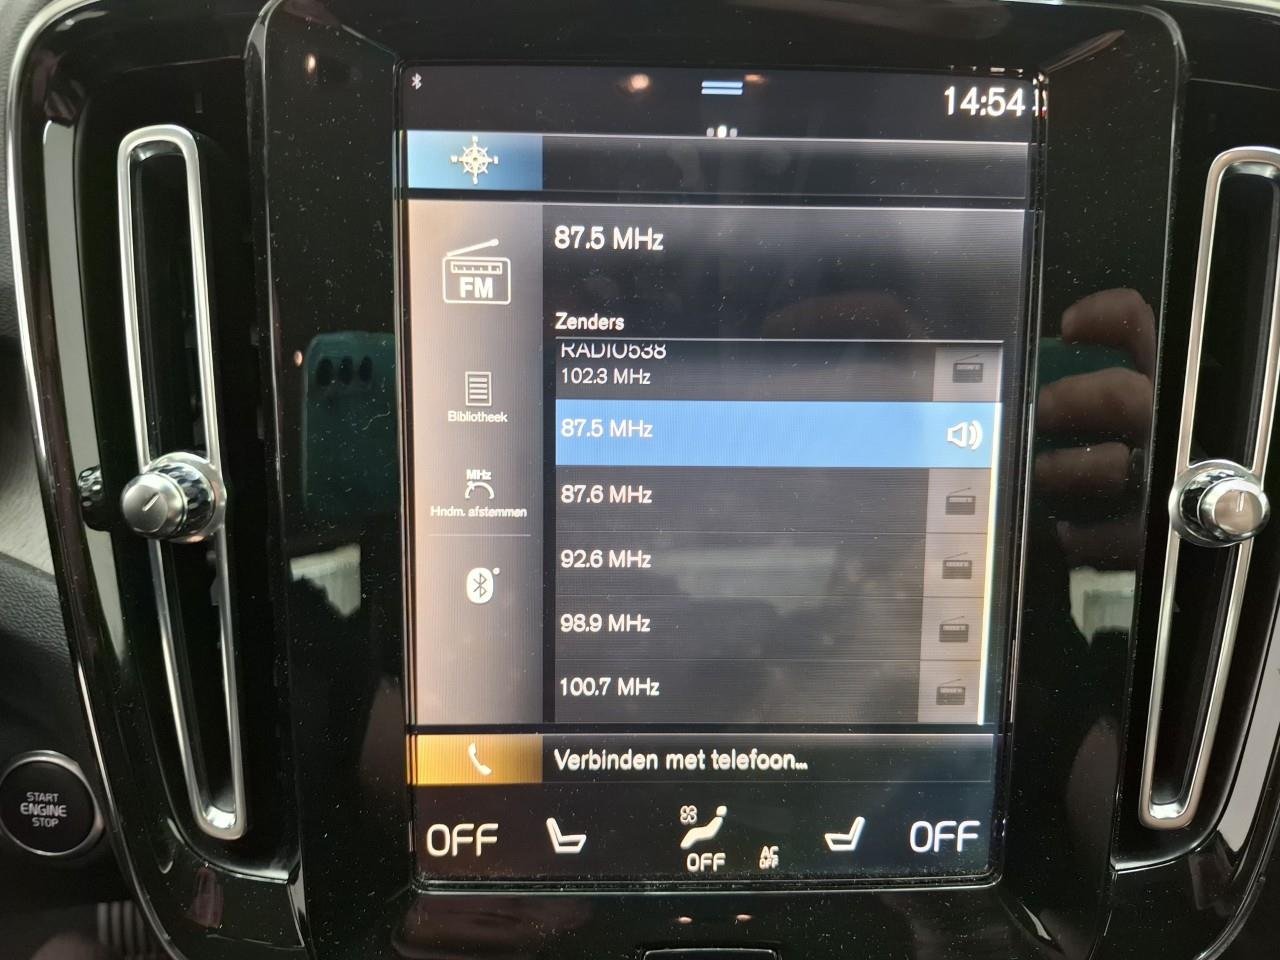 14:54
87.5 MHz
FM
Zenders
RADIO538
102.3 MHz
87.5 MHz
Bibliotheek
87.6 MHz
MHz
Hndm. afstemmen
92.6 MHz
98.9 MHz
100.7 MHz
Verbinden met telefoon...
START
ENGINE
STOP
OFF
OFF
AC
OFF
OFF